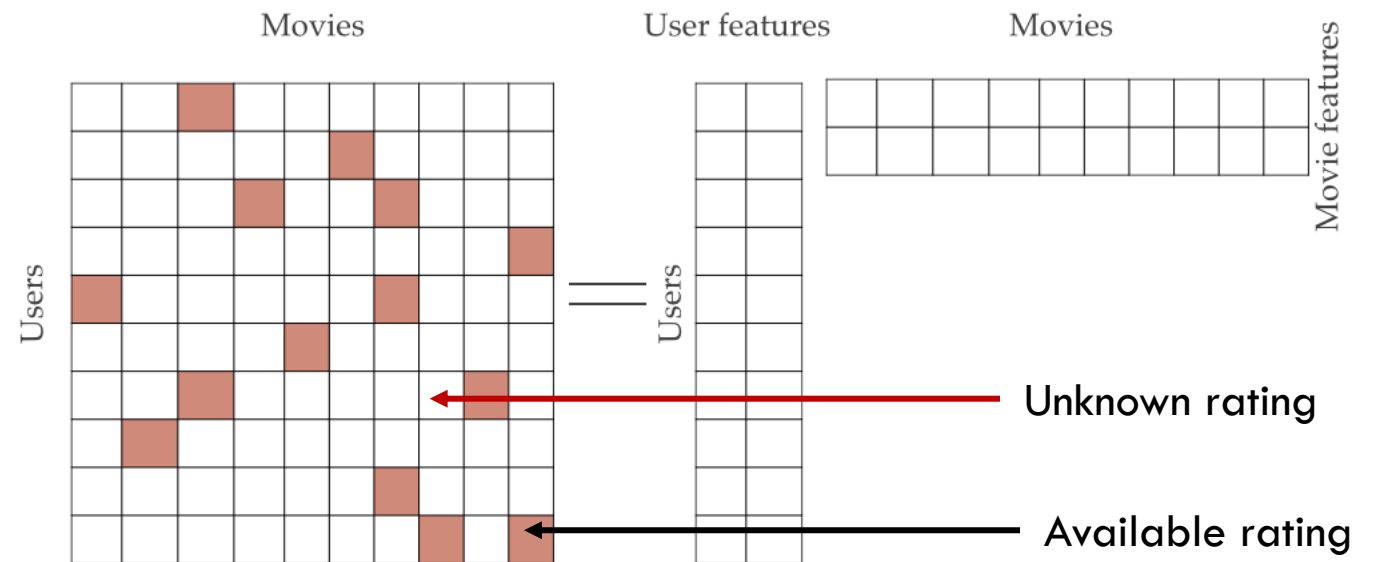 Movies
User features
Movies
Movie features
Users
Users
Unknown rating
Available rating